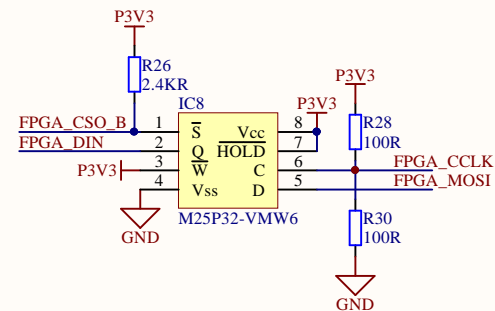 P3V3
R26
2.4KR
IC8
P3V3
P3V3
FPGA_CSO_B
1
S
Vcc
8
R28
100R
FPGA_DIN
2
Q
HOLD
7
P3V3
3
W
C
6
FPGA_CCLK
4
Vss
D
5
FPGA_MOSI
GND
M25P32-VMW6
R30
100R
GND